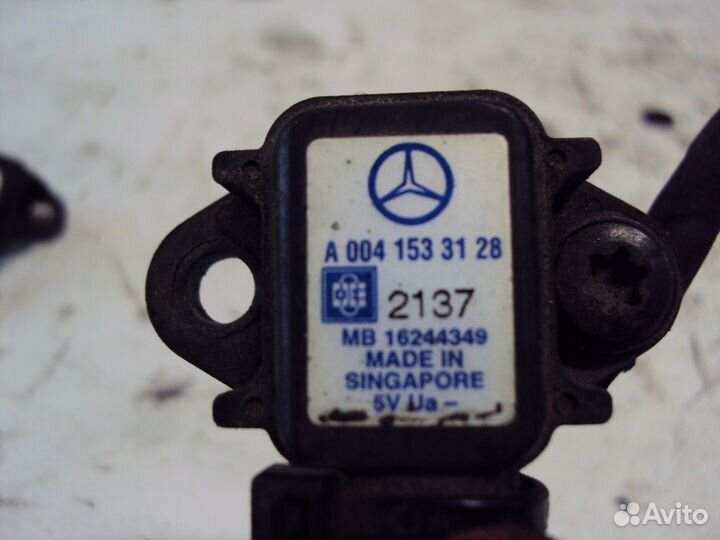 A 004 153 31 28
2137
MB 16244349
MADE IN
SINGAPORE
5V Ua -
Avito